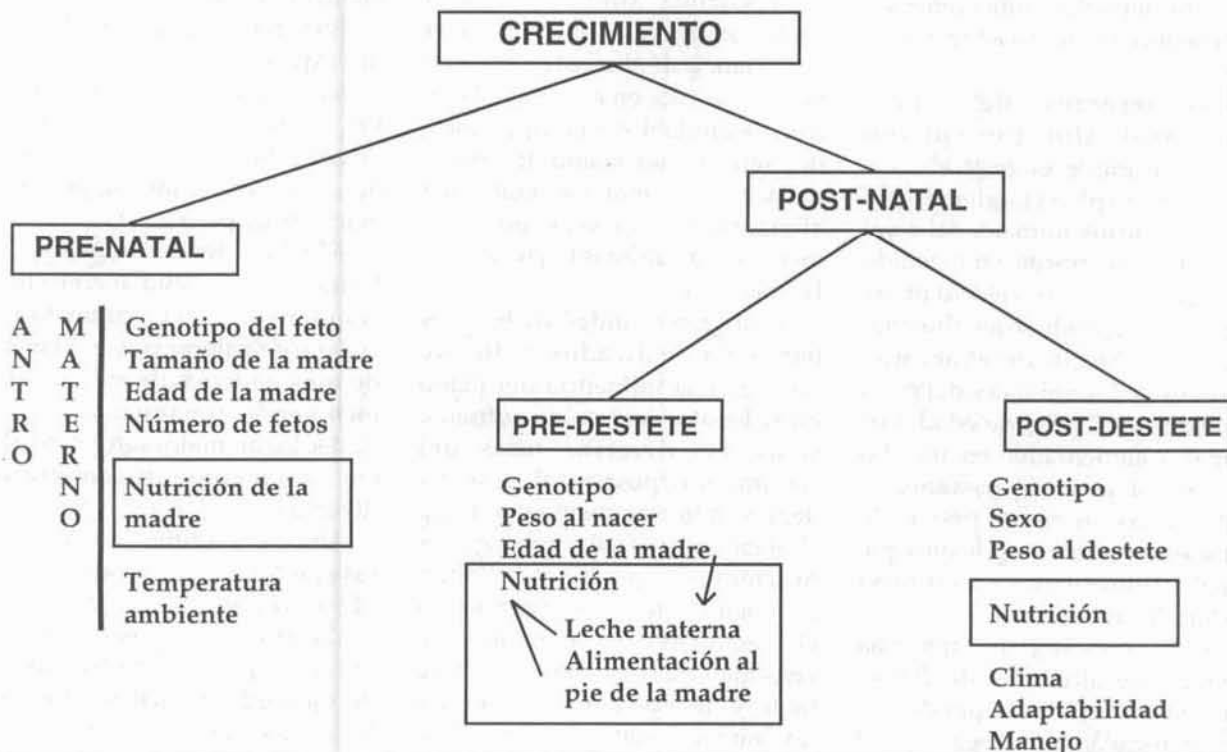 CRECIMIENTO
POST-NATAL
PRE-NATAL
ANTRO
MATERNO
Genotipo del feto
Tamaño de la madre
Edad de la madre
Número de fetos
Nutrición de la
madre
Temperatura
ambiente
PRE-DESTETE
Genotipo
Peso al nacer
Edad de la madre
Nutrición
Leche materna
Alimentación al
pie de la madre
POST-DESTETE
Genotipo
Sexo
Peso al destete
Nutrición
Clima
Adaptabilidad
Manejo